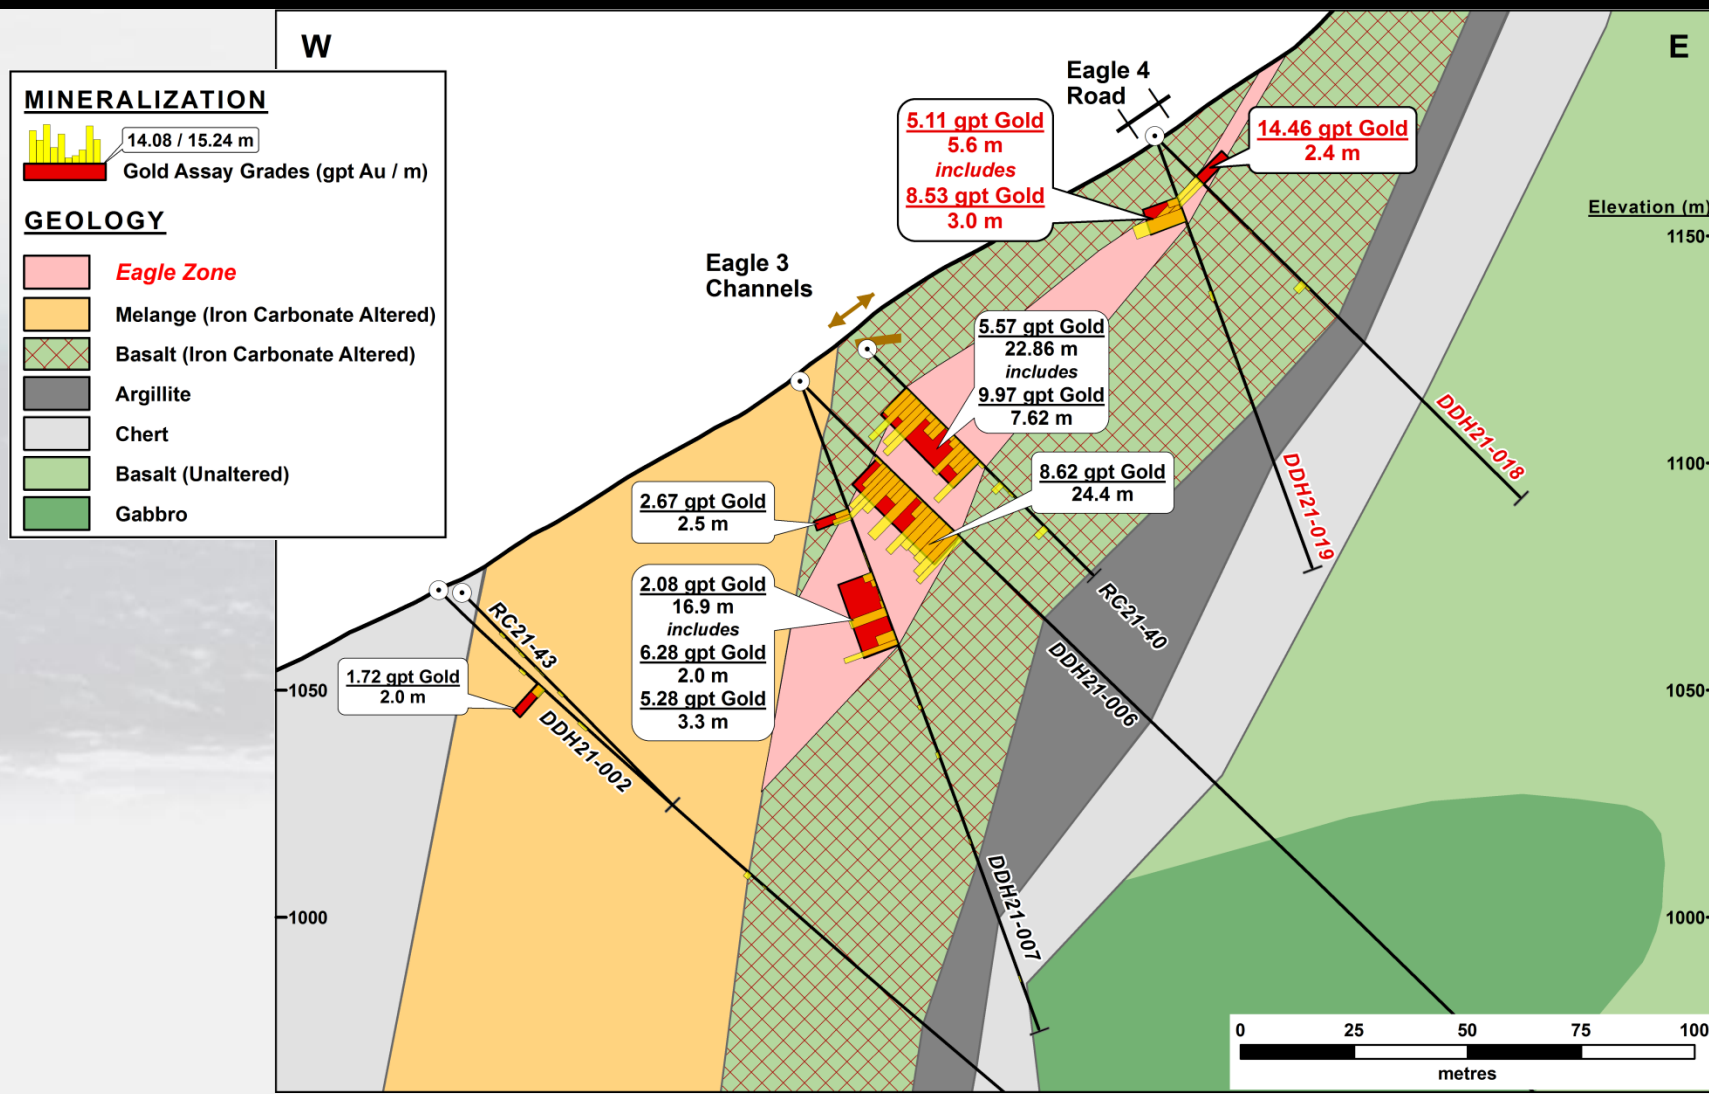 W
E
MINERALIZATION
14.08 / 15.24 m
Gold Assay Grades (gpt Au / m)
GEOLOGY
Eagle Zone
Melange (Iron Carbonate Altered)
Basalt (Iron Carbonate Altered)
Argillite
Chert
Basalt (Unaltered)
Gabbro
Eagle 4
Road
5.11 gpt Gold
5.6 m
includes
8.53 gpt Gold
3.0 m
14.46 gpt Gold
2.4 m
Elevation (m)
1150
Eagle 3
Channels
5.57 gpt Gold
22.86 m
includes
9.97 gpt Gold
7.62 m
DDH21-018
DDH21-019
1100
8.62 gpt Gold
24.4 m
2.67 gpt Gold
2.5 m
2.08 gpt Gold
16.9 m
includes
6.28 gpt Gold
2.0 m
5.28 gpt Gold
3.3 m
RC21-40
RC21-43
DDH21-006
1.72 gpt Gold
2.0 m
1050
1050
DDH21-002
DDH21-007
1000
1000
0 25 50 75 100
metres